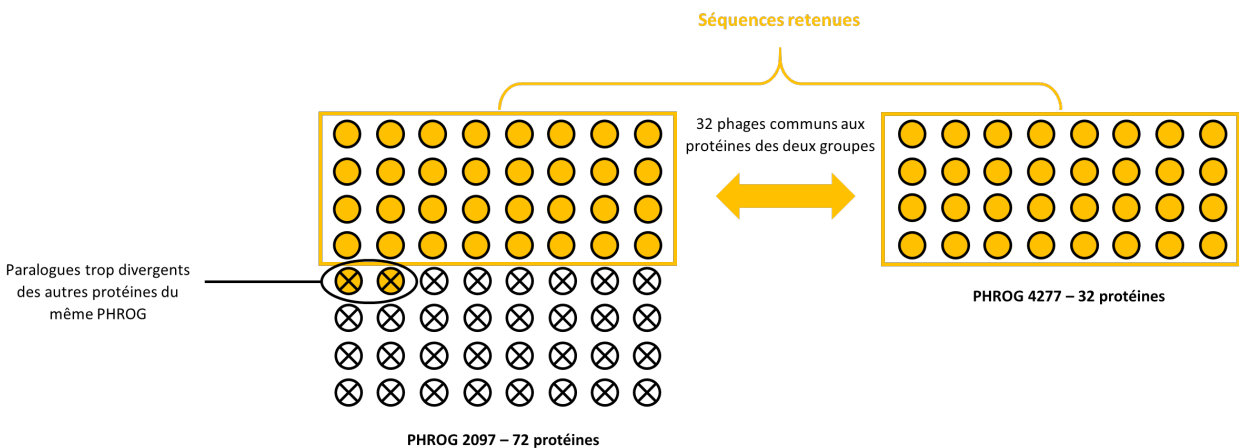 Séquences retenues
32 phages communs aux
protéines des deux groupes
Paralogues trop divergents
des autres protéines du
même PHROG
PHROG 4277 – 32 protéines
PHROG 2097 – 72 protéines